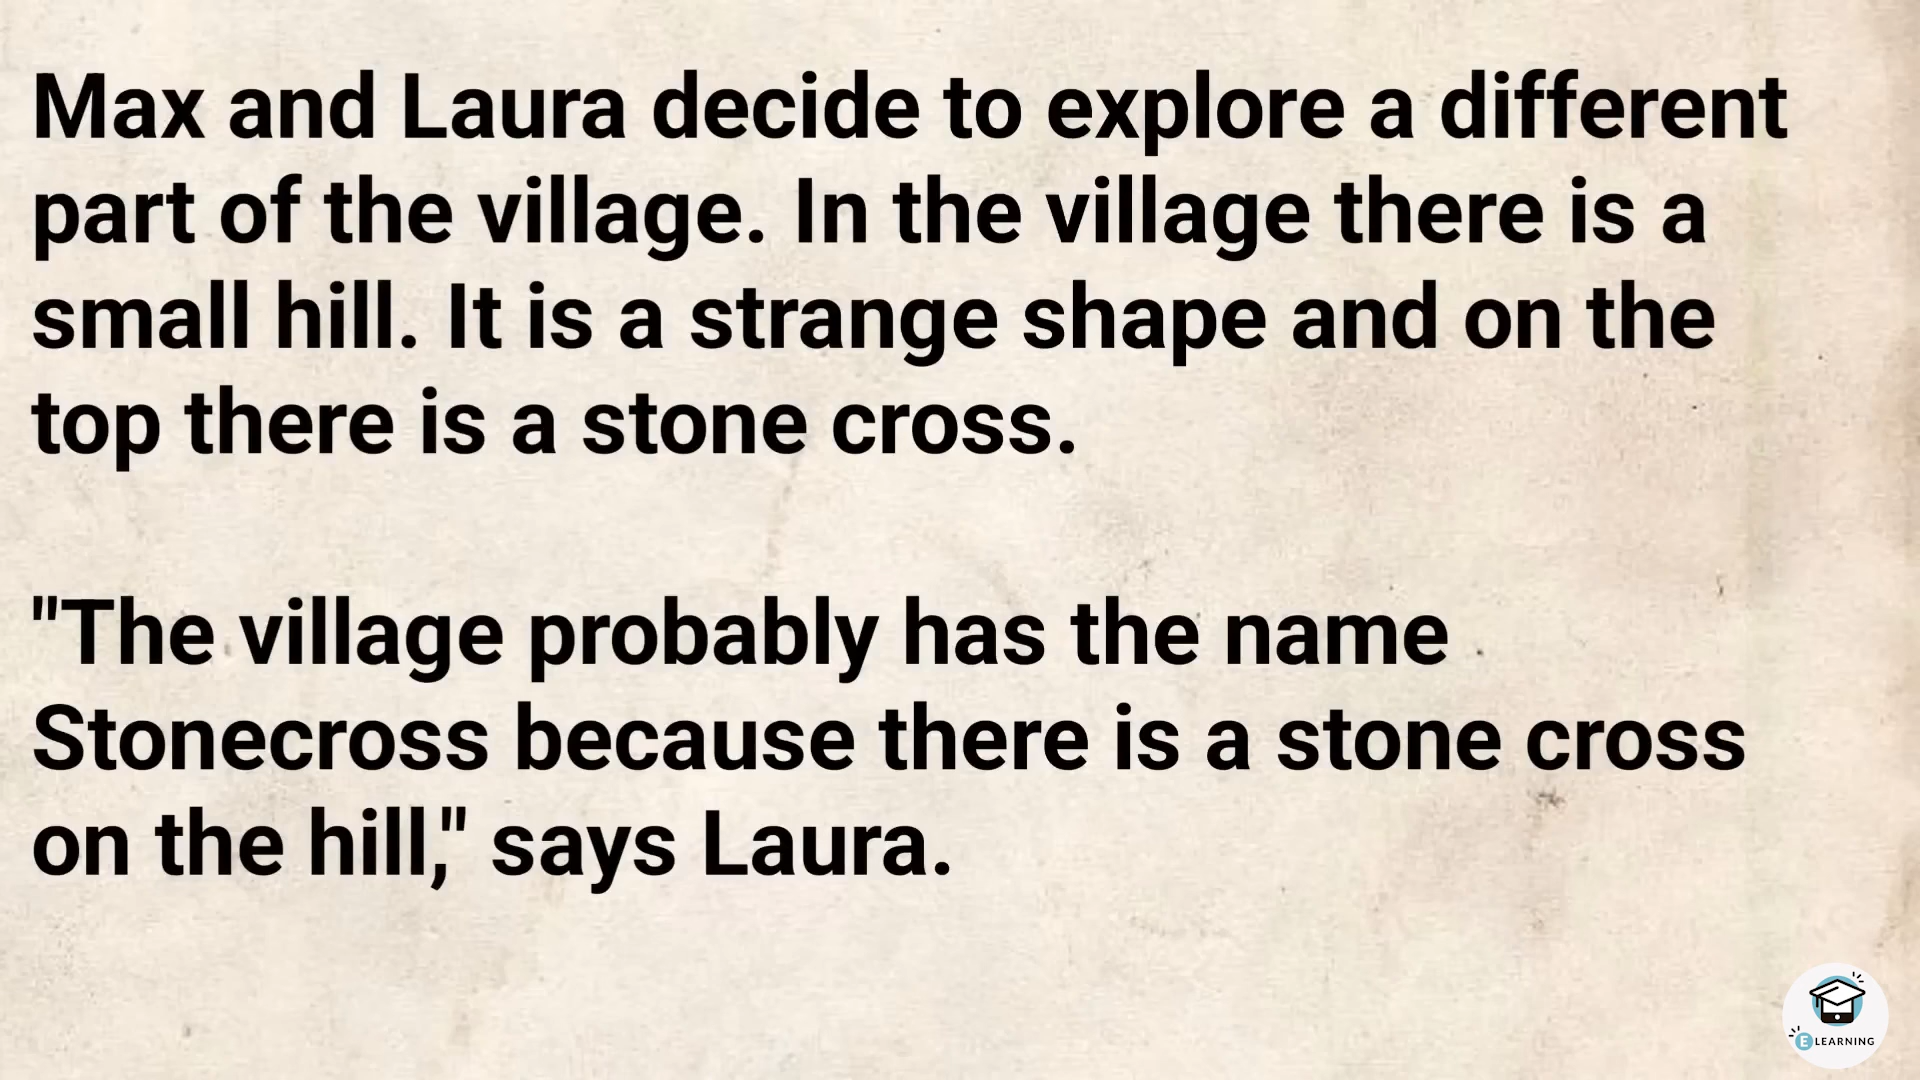 Max and Laura decide to explore a different
part of the village. In the village there is a
small hill. It is a strange shape and on the
top there is a stone cross.
"The village probably has the name
Stonecross because there is a stone cross
on the hill," says Laura.
E LEARNING